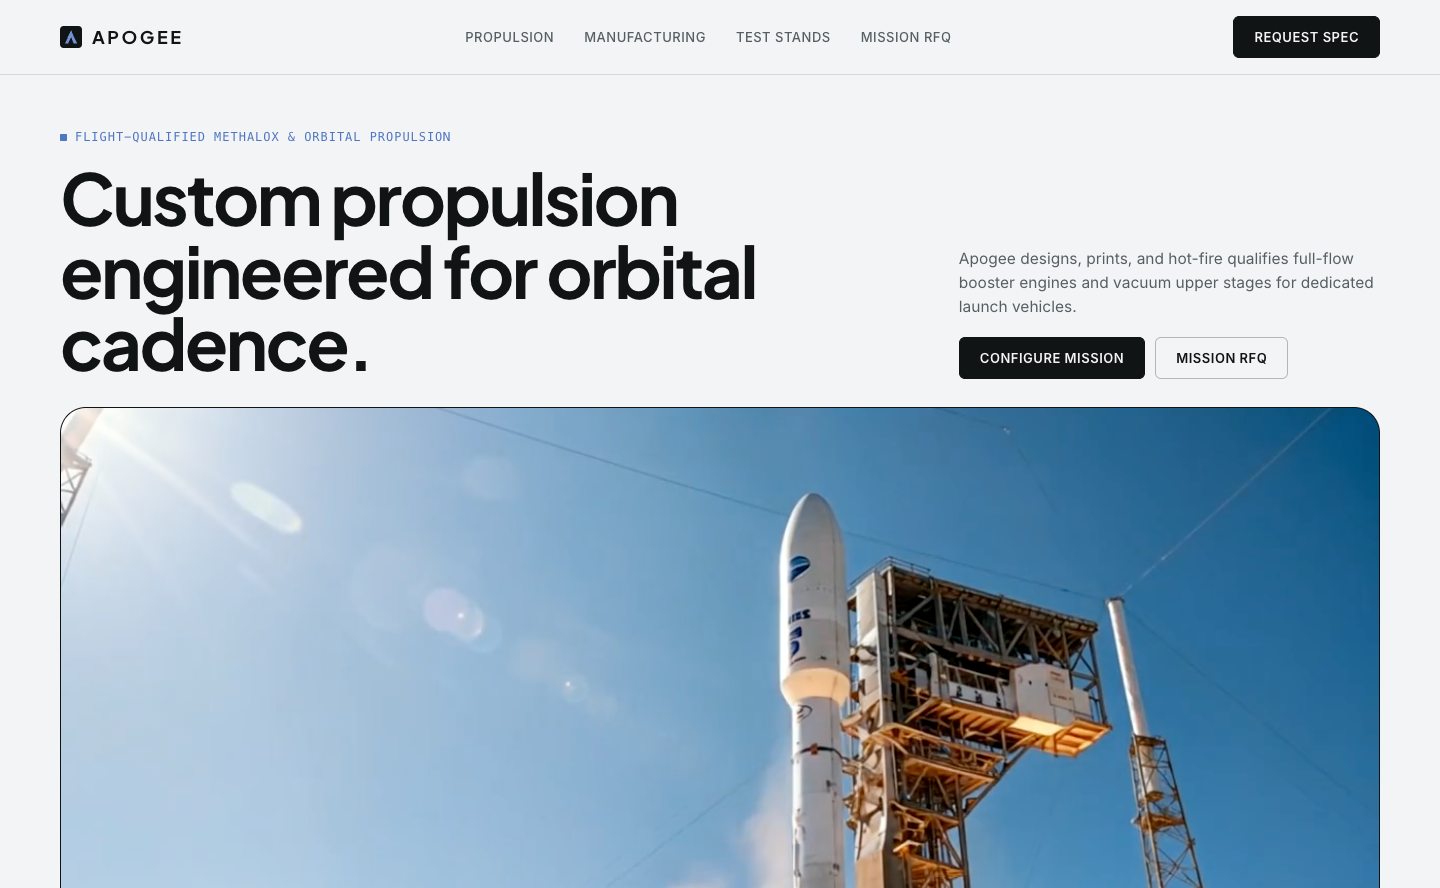 APOGEE
PROPULSION
MANUFACTURING
TEST STANDS
MISSION RFQ
REQUEST SPEC
FLIGHT–QUALIFIED METHALOX & ORBITAL PROPULSION
Custom propulsion
engineered for orbital
cadence.
Apogee designs, prints, and hot-fire qualifies full-flow
booster engines and vacuum upper stages for dedicated
launch vehicles.
CONFIGURE MISSION
MISSION RFQ